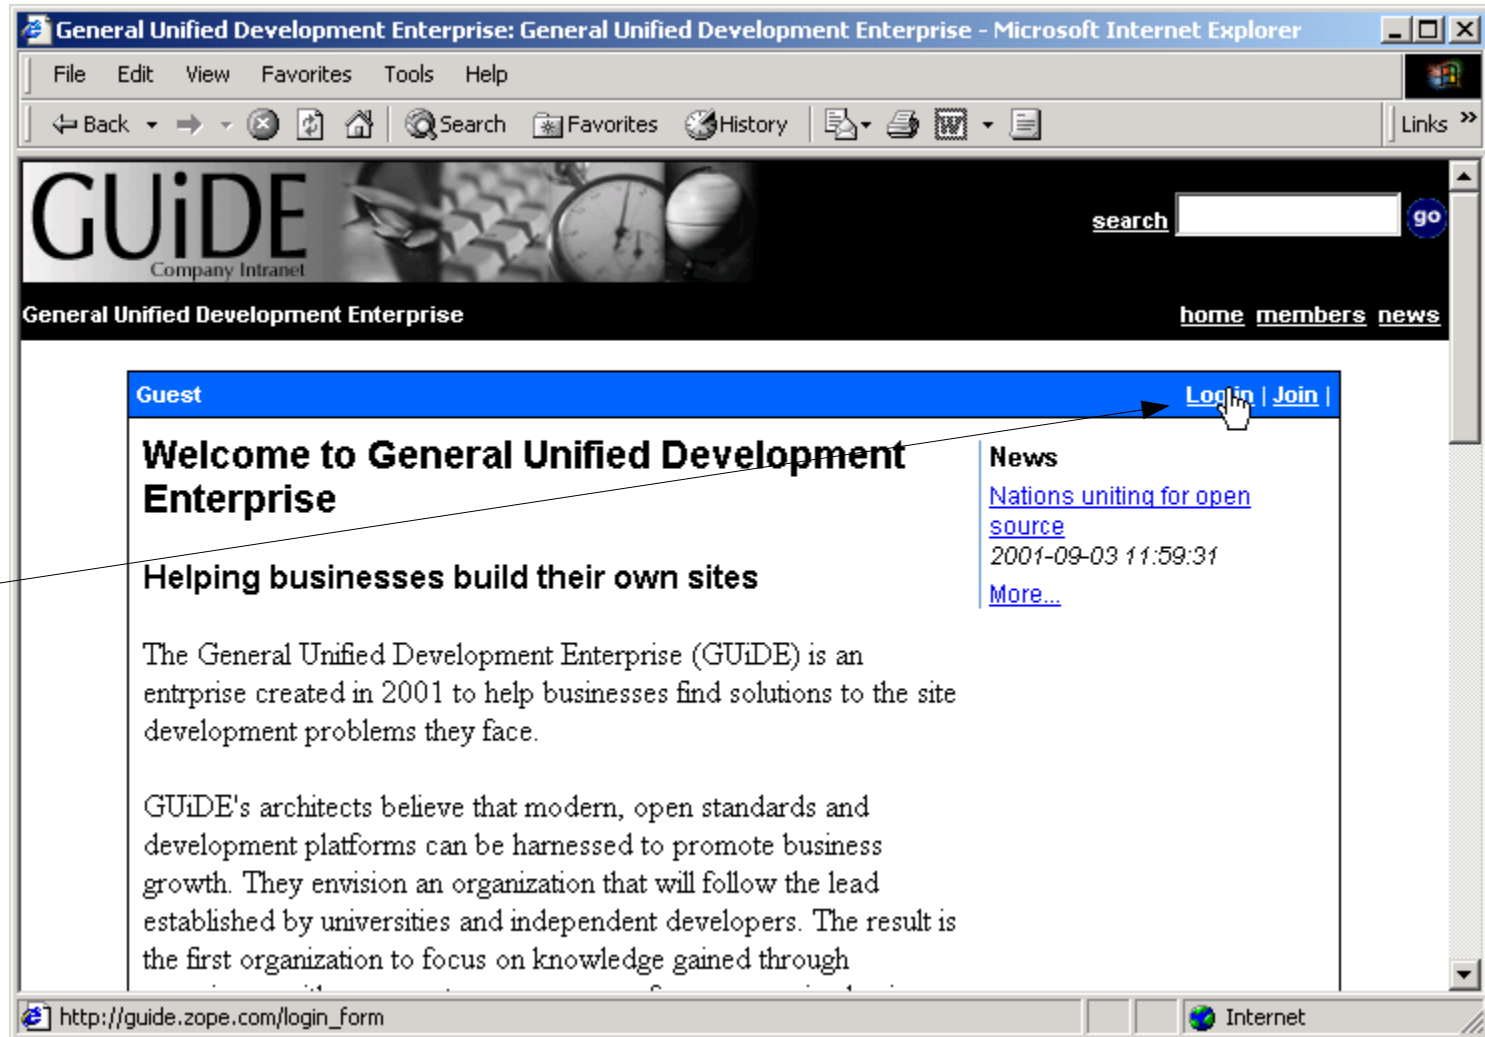 General Unified Development Enterprise: General Unified Development Enterprise - Microsoft Internet Explorer
File Edit View Favorites Tools Help
Back Search Favorites History Links »
GUiDE
Company Intranet
search go
General Unified Development Enterprise
home members news
Guest
Login | Join |
Welcome to General Unified Development
Enterprise
Helping businesses build their own sites
The General Unified Development Enterprise (GUiDE) is an
entrprise created in 2001 to help businesses find solutions to the site
development problems they face.
GUiDE's architects believe that modern, open standards and
development platforms can be harnessed to promote business
growth. They envision an organization that will follow the lead
established by universities and independent developers. The result is
the first organization to focus on knowledge gained through
News
Nations uniting for open
source
2001-09-03 11:59:31
More...
http://guide.zope.com/login_form
Internet